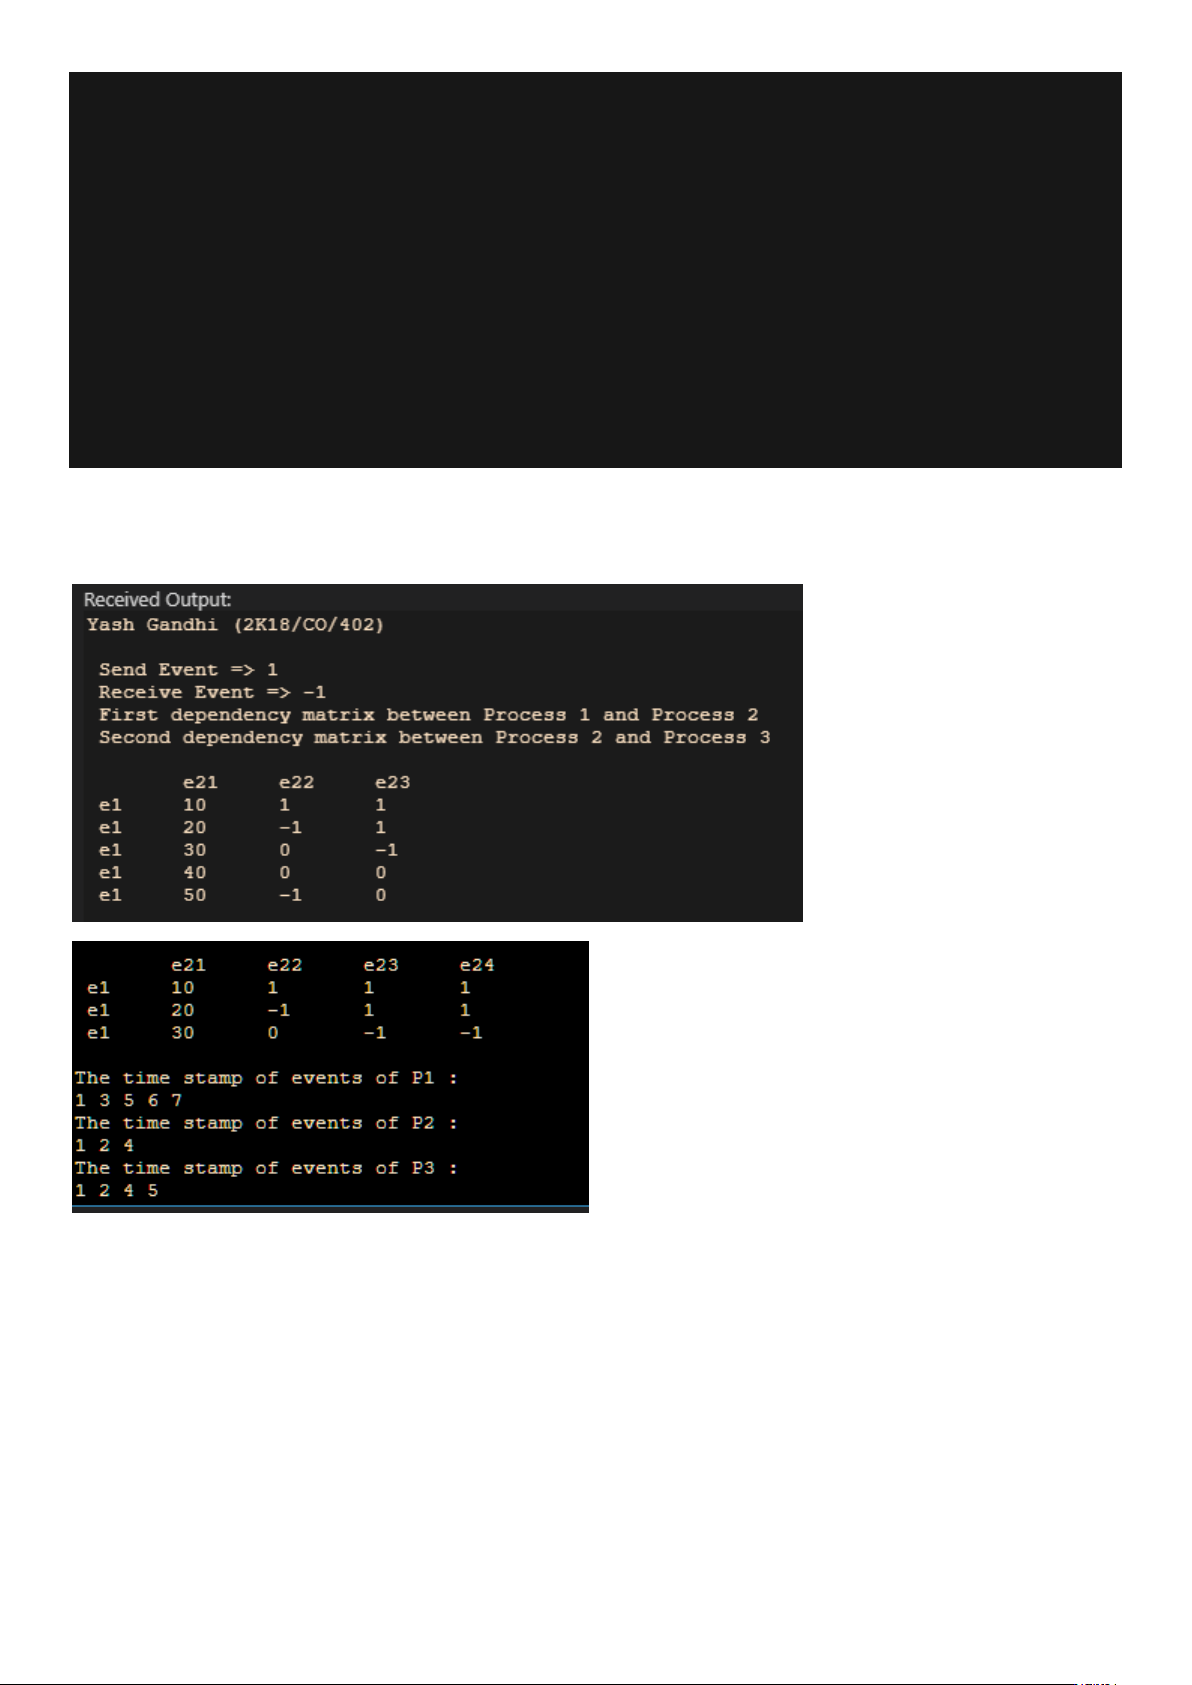 Received Output:
Yash Gandhi (2K18/CO/402)
Send Event => 1
Receive Event => -1
First dependency matrix between Process 1 and Process 2
Second dependency matrix between Process 2 and Process 3
e21 e22 e23
e1 10 1 1
e1 20 -1 1
e1 30 0 -1
e1 40 0 0
e1 50 -1 0
e21 e22 e23 e24
e1 10 1 1 1
e1 20 -1 1 1
e1 30 0 -1 -1
The time stamp of events of P1 :
1 3 5 6 7
The time stamp of events of P2 :
1 2 4
The time stamp of events of P3 :
1 2 4 5